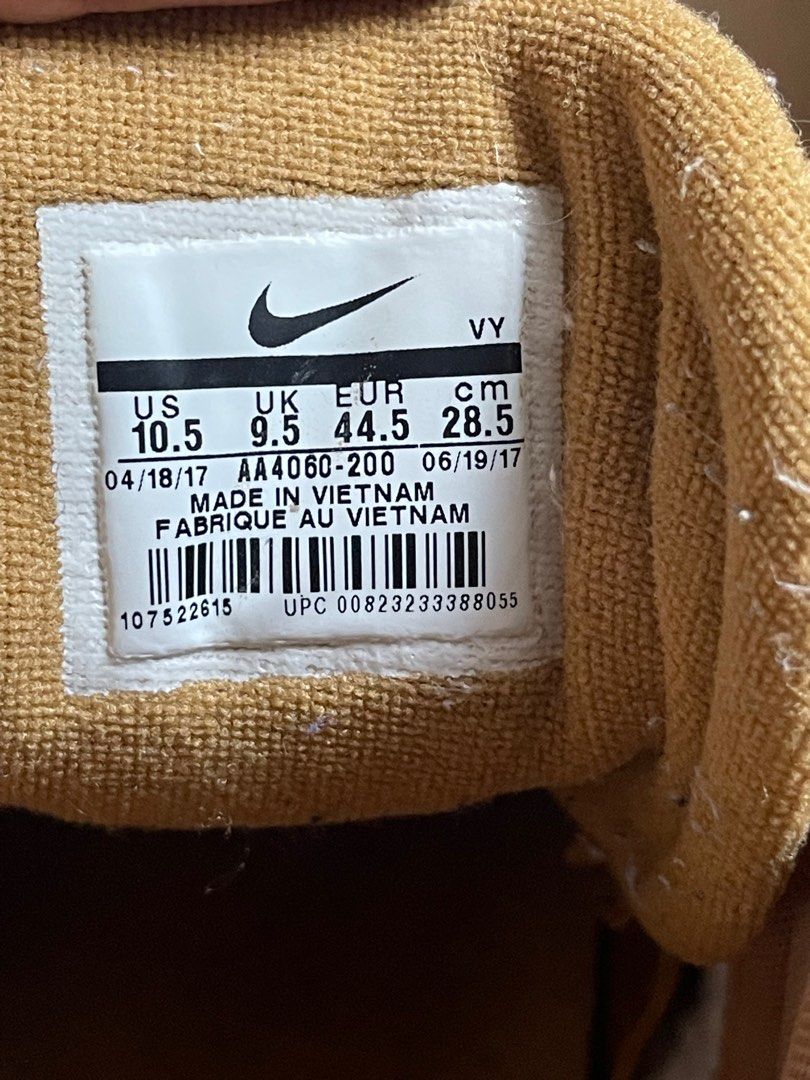 VY
US UK EUR cm
10.5 9.5 44.5 28.5
04/18/17 AA4060-200 06/19/17
MADE IN VIETNAM
FABRIQUE AU VIETNAM
107522615 UPC 00823233388055